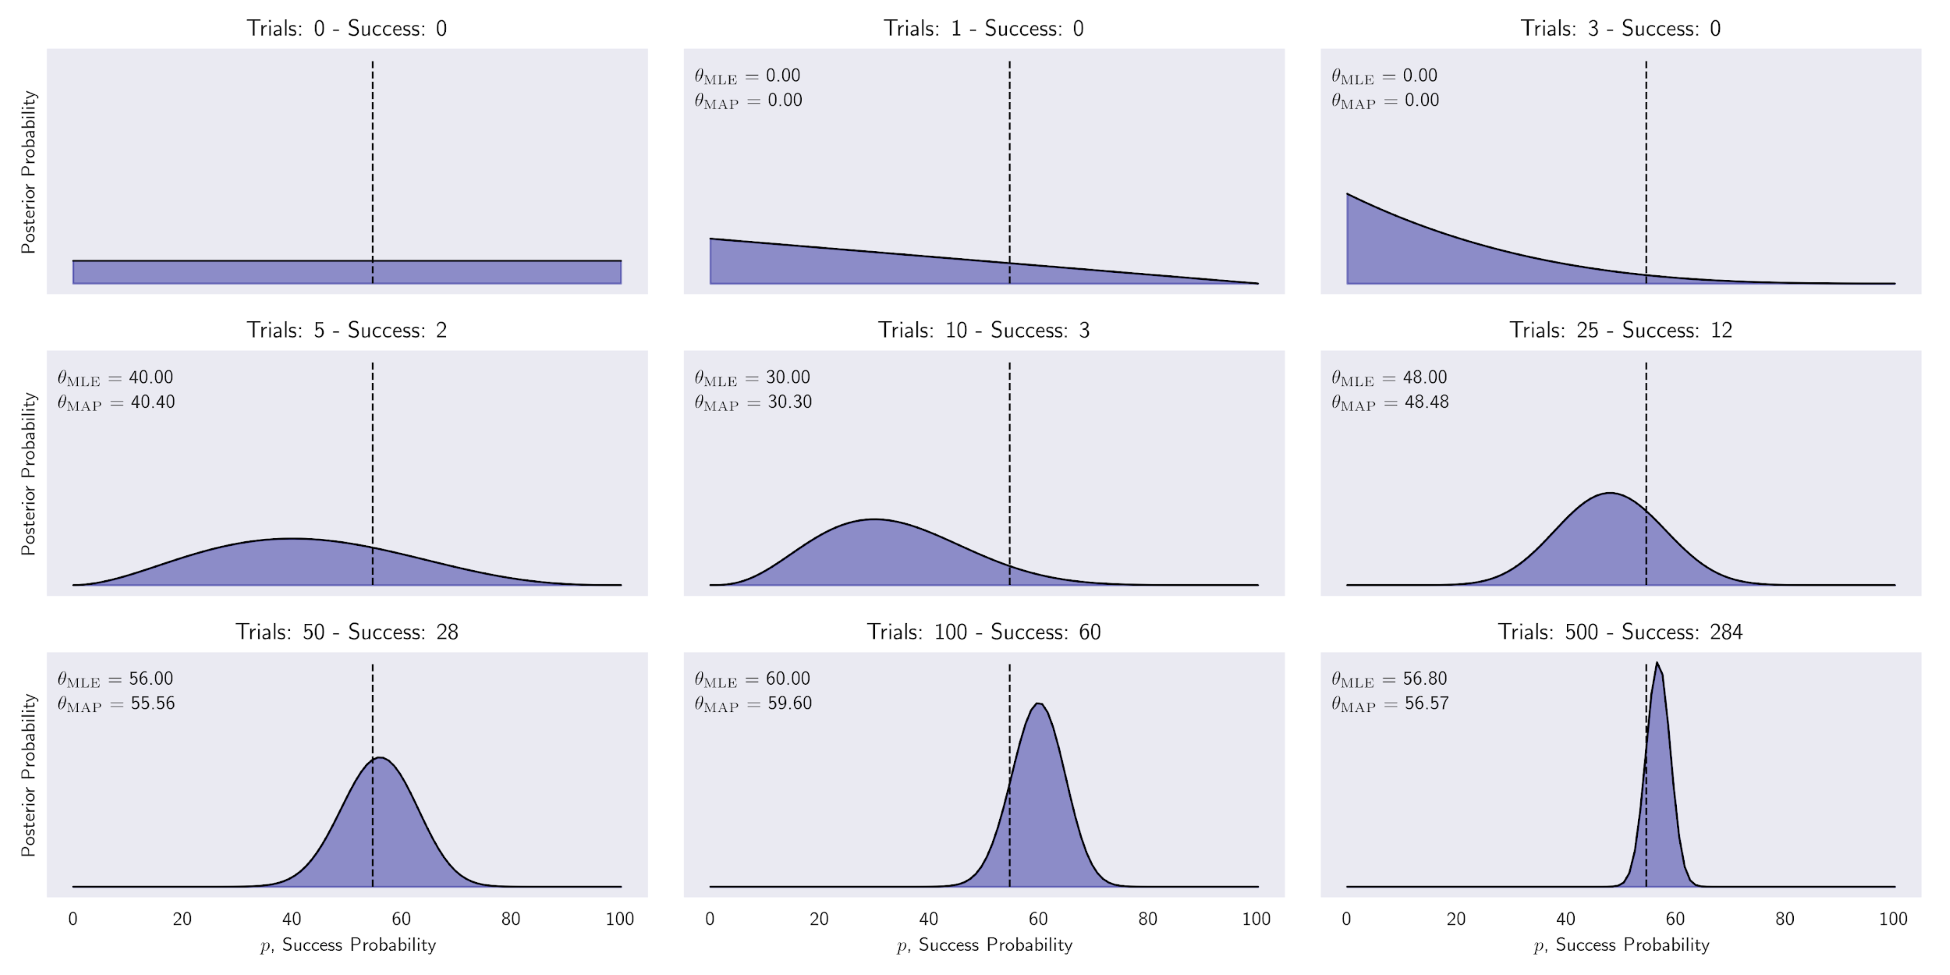 Trials: 0 - Success: 0
Posterior Probability
Trials: 1 - Success: 0
θMLE = 0.00
θMAP = 0.00
Trials: 3 - Success: 0
θMLE = 0.00
θMAP = 0.00
Trials: 5 - Success: 2
Posterior Probability
θMLE = 40.00
θMAP = 40.40
Trials: 10 - Success: 3
θMLE = 30.00
θMAP = 30.30
Trials: 25 - Success: 12
θMLE = 48.00
θMAP = 48.48
Trials: 50 - Success: 28
Posterior Probability
θMLE = 56.00
θMAP = 55.56
0 20 40 60 80 100
p, Success Probability
Trials: 100 - Success: 60
θMLE = 60.00
θMAP = 59.60
0 20 40 60 80 100
p, Success Probability
Trials: 500 - Success: 284
θMLE = 56.80
θMAP = 56.57
0 20 40 60 80 100
p, Success Probability